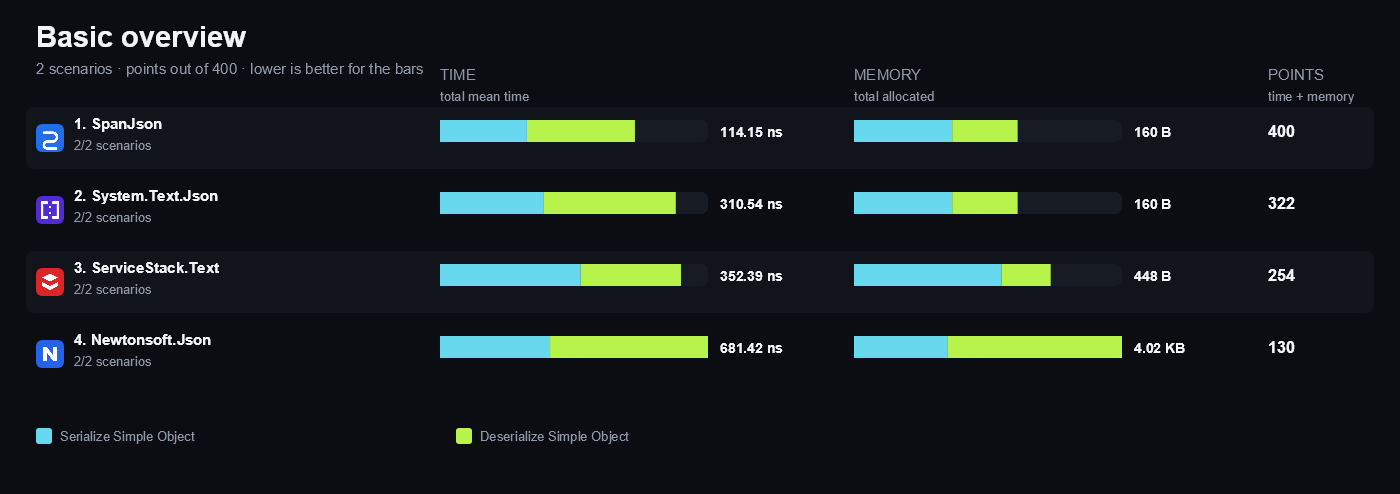 Basic overview
2 scenarios · points out of 400 · lower is better for the bars
TIME
total mean time
MEMORY
total allocated
POINTS
time + memory
1. SpanJson
2/2 scenarios
114.15 ns
160 B
400
2. System.Text.Json
2/2 scenarios
310.54 ns
160 B
322
3. ServiceStack.Text
2/2 scenarios
352.39 ns
448 B
254
N
4. Newtonsoft.Json
2/2 scenarios
681.42 ns
4.02 KB
130
Serialize Simple Object
Deserialize Simple Object